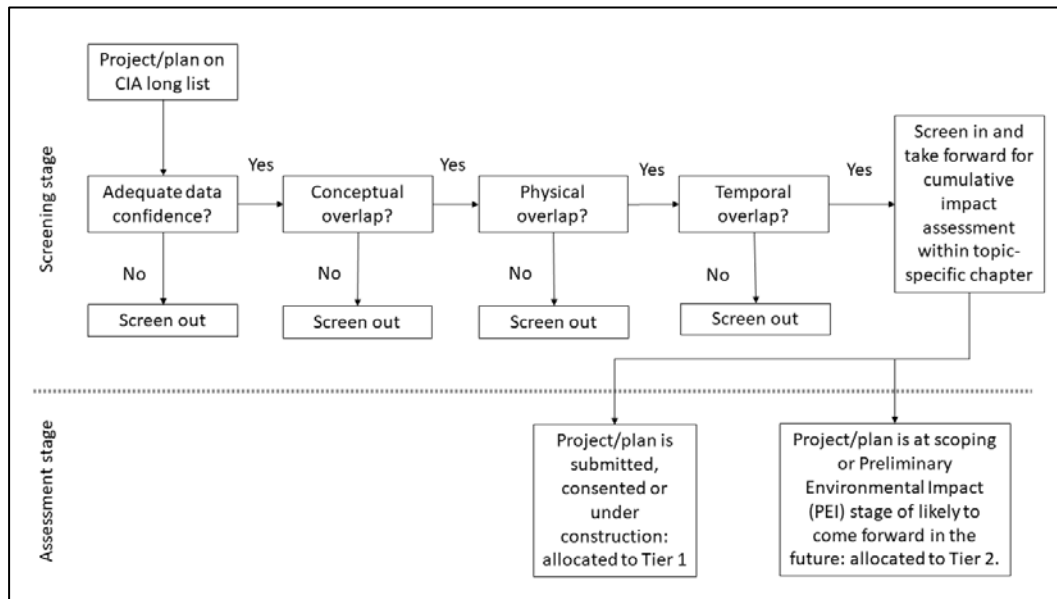 Project/plan on
CIA long list
Screening stage
Adequate data
confidence?
Yes
Conceptual
overlap?
Yes
Physical
overlap?
Yes
Temporal
overlap?
Yes
Screen in and
take forward for
cumulative
impact
assessment
within topic-
specific chapter
No
Screen out
No
Screen out
No
Screen out
No
Screen out
Assessment stage
Project/plan is
submitted,
consented or
under
construction:
allocated to Tier 1
Project/plan is at scoping
or Preliminary
Environmental Impact
(PEI) stage of likely to
come forward in the
future: allocated to Tier 2.